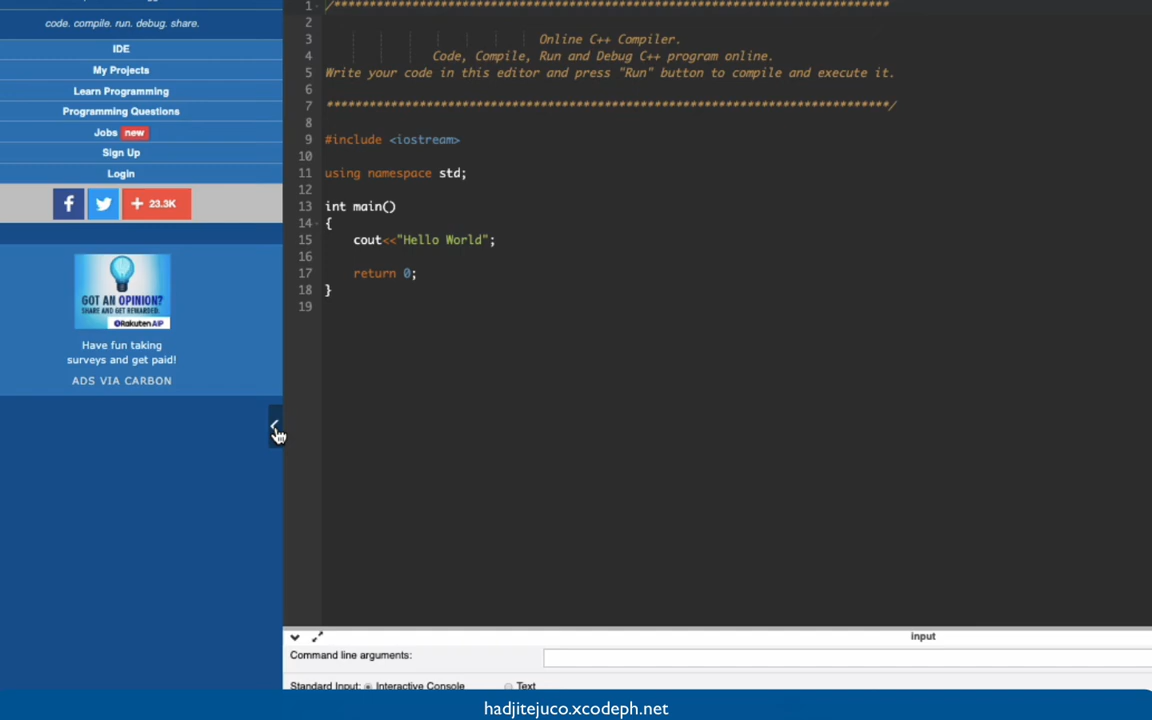 code. compile. run. debug. share.
IDE
My Projects
Learn Programming
Programming Questions
Jobs new
Sign Up
Login
f
+ 23.3K
GOT AN OPINION?
SHARE AND GET REWARDED.
Rakuten AIP
Have fun taking
surveys and get paid!
ADS VIA CARBON
1 /******************************************************************************
2
3 Online C++ Compiler.
4 Code, Compile, Run and Debug C++ program online.
5 Write your code in this editor and press "Run" button to compile and execute it.
6
7 *******************************************************************************/
8
9 #include <iostream>
10
11 using namespace std;
12
13 int main()
14 {
15 cout<<"Hello World";
16
17 return 0;
18 }
19
input
Command line arguments:
Standard Input: Interactive Console Text
hadjitejuco.xcodeph.net